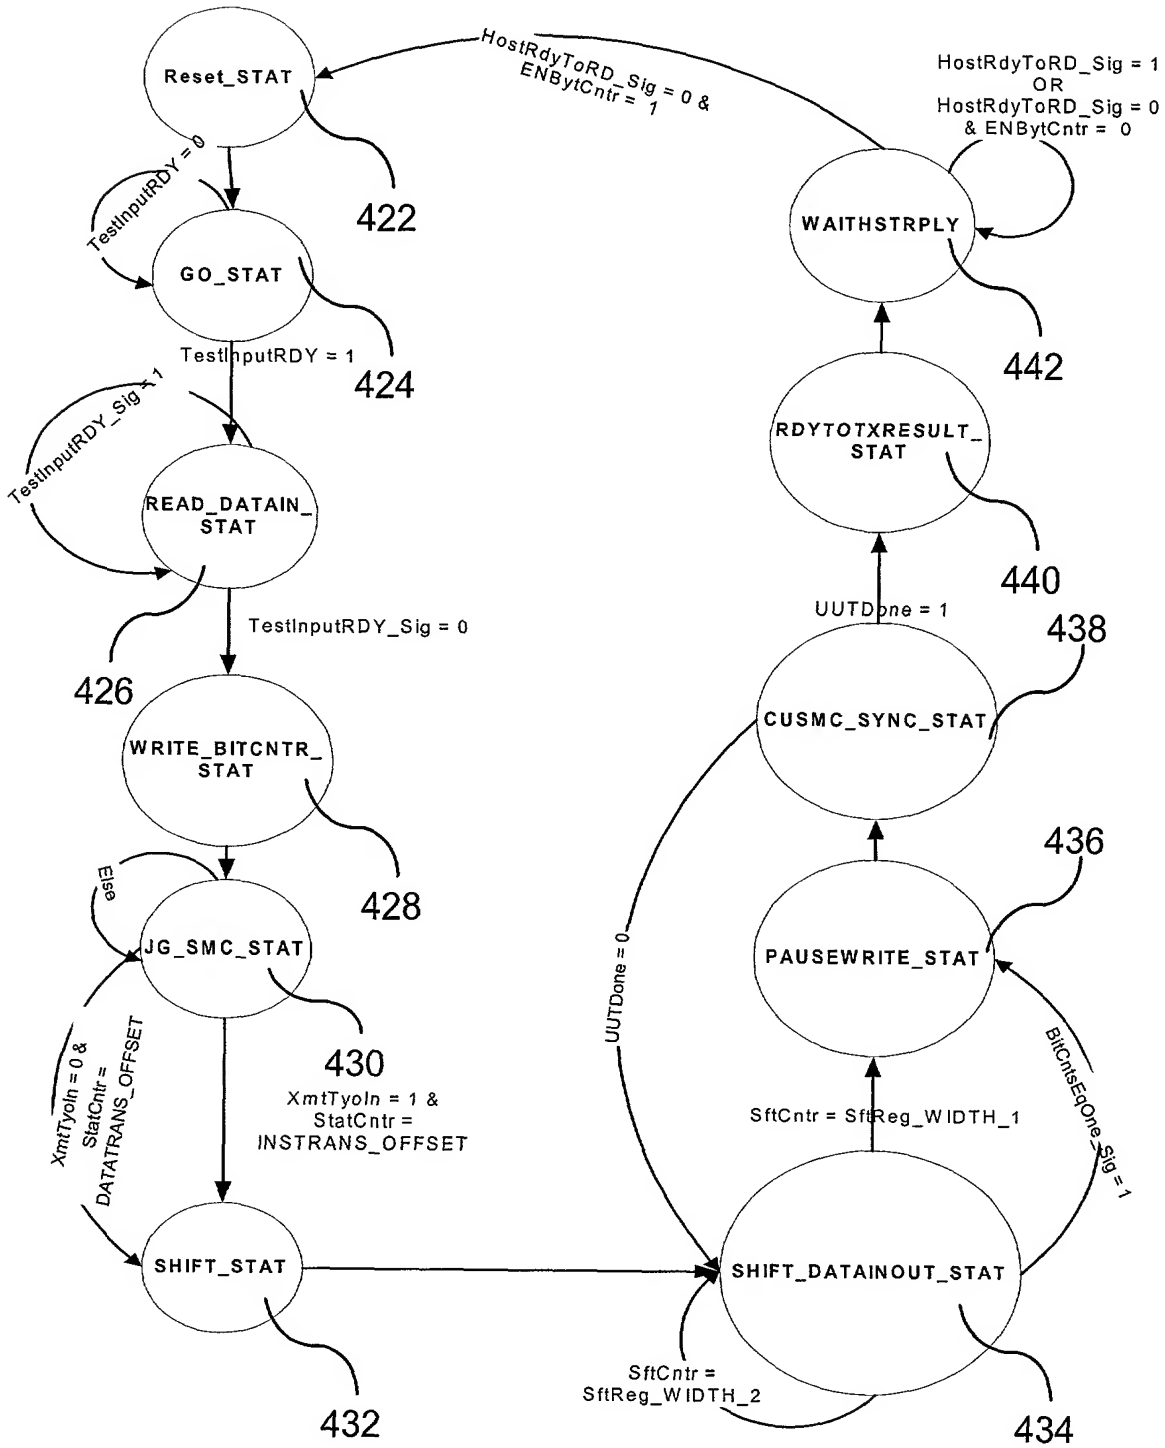 Reset_STAT
HostRdyToRD_Sig = 0 &
ENBytCntr = 1
HostRdyToRD_Sig = 1
OR
HostRdyToRD_Sig = 0
& ENBytCntr = 0
TestInputRDY = 0
422
WAITHSTRPLY
GO_STAT
442
TestInputRDY = 1
424
TestInputRDY_Sig = 1
RDYTOTXRESULT_
STAT
READ_DATAIN_
STAT
440
UUTDone = 1
TestInputRDY_Sig = 0
438
426
CUSMC_SYNC_STAT
WRITE_BITCNTR_
STAT
436
Else
428
JG_SMC_STAT
PAUSEWRITE_STAT
UUTDone = 0
430
XmtTyoIn = 0 &
StatCntr =
DATATRANS_OFFSET
XmtTyoIn = 1 &
StatCntr =
INSTRANS_OFFSET
SftCntr = SftReg_WIDTH_1
BitCntsEqOne_Sig = 1
SHIFT_STAT
SHIFT_DATAINOUT_STAT
SftCntr =
SftReg_WIDTH_2
432
434